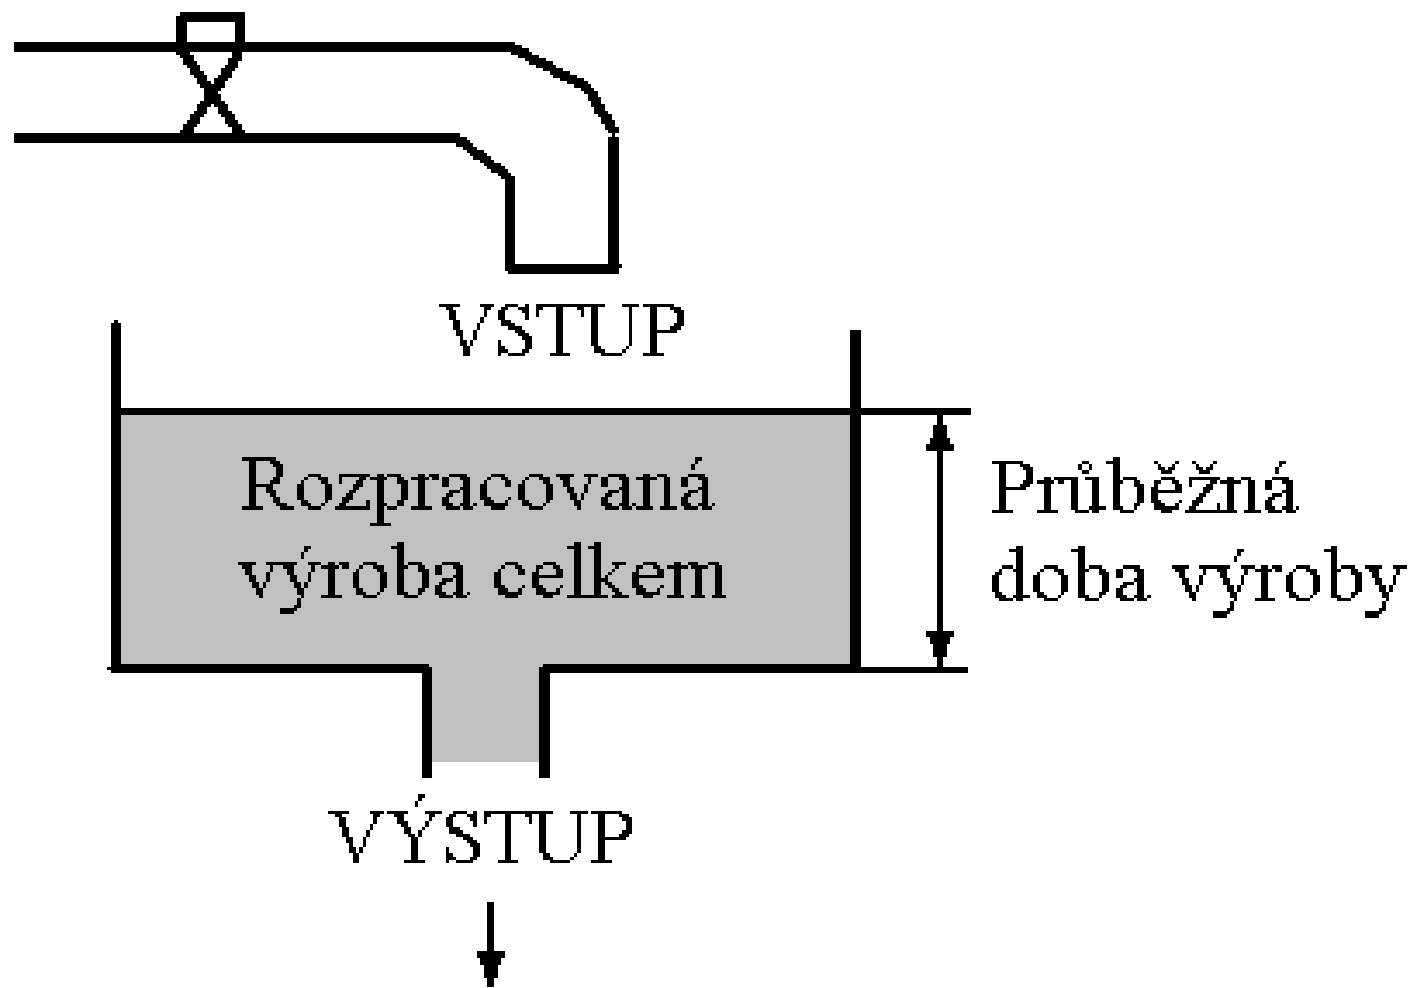 VSTUP
Rozpracovaná
výroba celkem
Průběžná
doba výroby
VÝSTUP